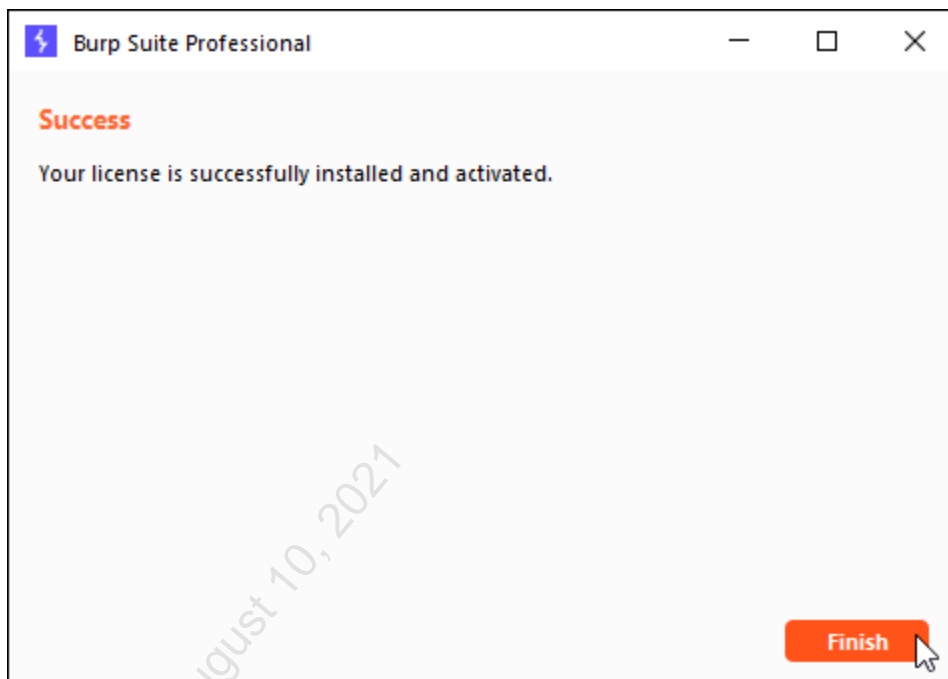 Burp Suite Professional
Success
Your license is successfully installed and activated.
10, 2021
Finish